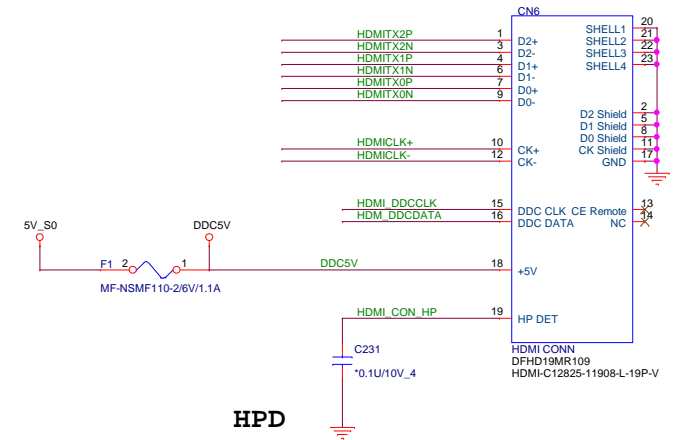 CN6
HDMITX2P 1 D2+ SHELL1 20
HDMITX2N 3 D2- SHELL2 21
HDMITX1P 4 D1+ SHELL3 22
HDMITX1N 6 D1- SHELL4 23
HDMITX0P 7 D0+
HDMITX0N 9 D0-
D2 Shield 2
D1 Shield 5
D0 Shield 8
HDMICLK+ 10 CK+ CK Shield 11
HDMICLK- 12 CK- GND 17
HDMI_DDCCLK 15 DDC CLK CE Remote 13
HDM_DDCDATA 16 DDC DATA NC 14
5V_S0 DDC5V
F1 2 1 DDC5V 18 +5V
MF-NSMF110-2/6V/1.1A
HDMI_CON_HP 19 HP DET
C231
*0.1U/10V_4
HDMI CONN
DFHD19MR109
HDMI-C12825-11908-L-19P-V
HPD